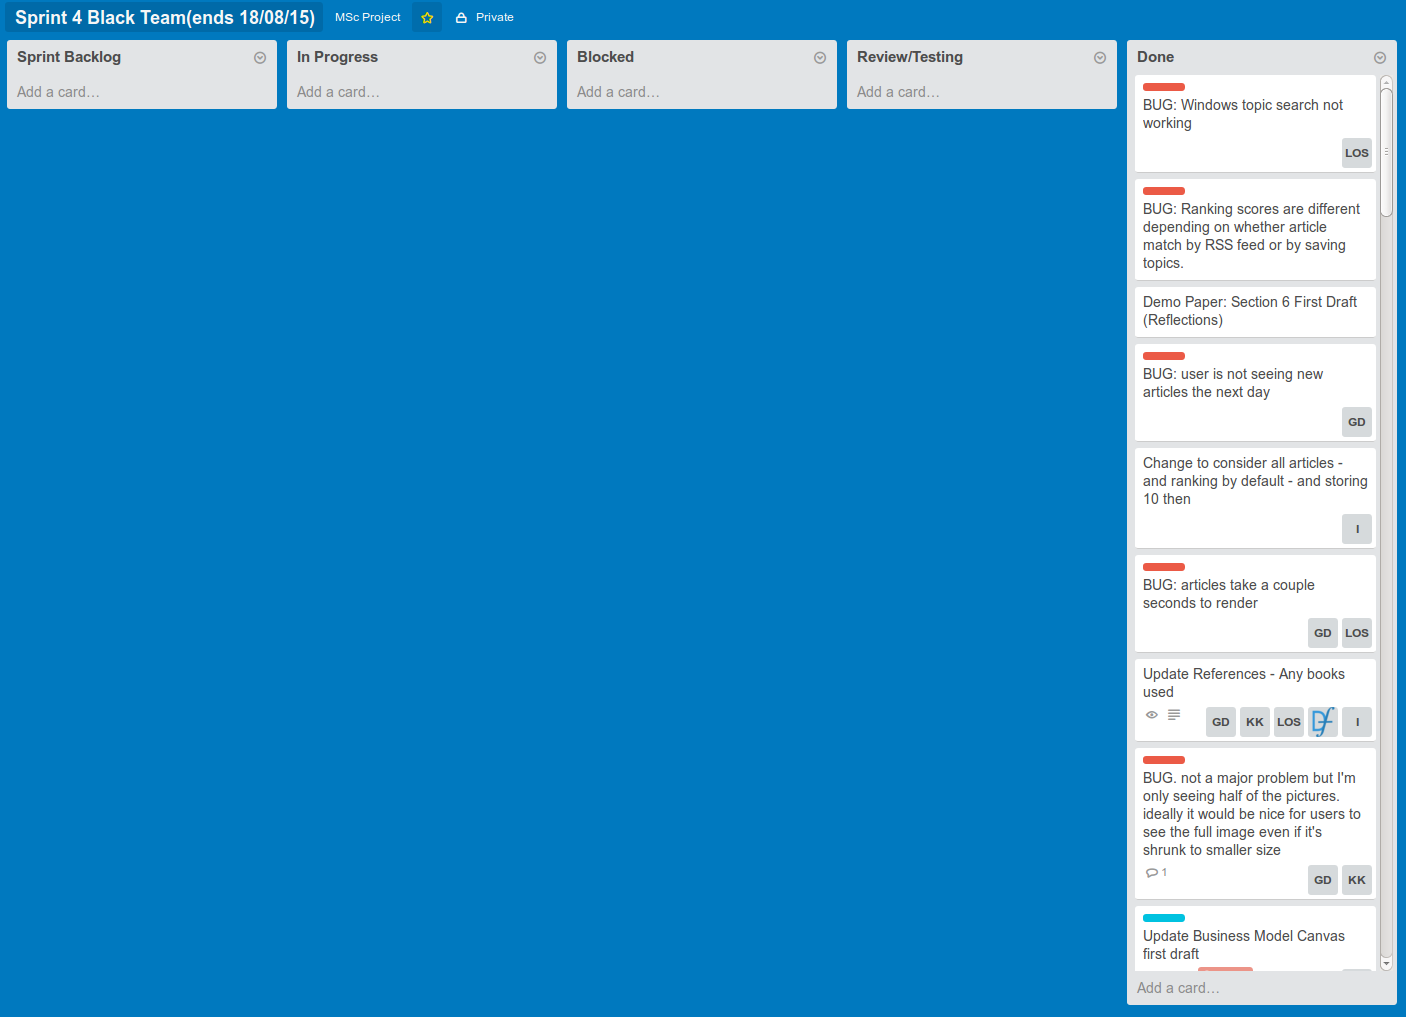 Sprint 4 Black Team(ends 18/08/15)
MSc Project
Private
Sprint Backlog
Add a card…
In Progress
Add a card…
Blocked
Add a card…
Review/Testing
Add a card…
Done
BUG: Windows topic search not
working
LOS
BUG: Ranking scores are different
depending on whether article
match by RSS feed or by saving
topics.
Demo Paper: Section 6 First Draft
(Reflections)
BUG: user is not seeing new
articles the next day
GD
Change to consider all articles -
and ranking by default - and storing
10 then
I
BUG: articles take a couple
seconds to render
GD LOS
Update References - Any books
used
GD KK LOS Df I
BUG. not a major problem but I'm
only seeing half of the pictures.
ideally it would be nice for users to
see the full image even if it's
shrunk to smaller size
1 GD KK
Update Business Model Canvas
first draft
Add a card…